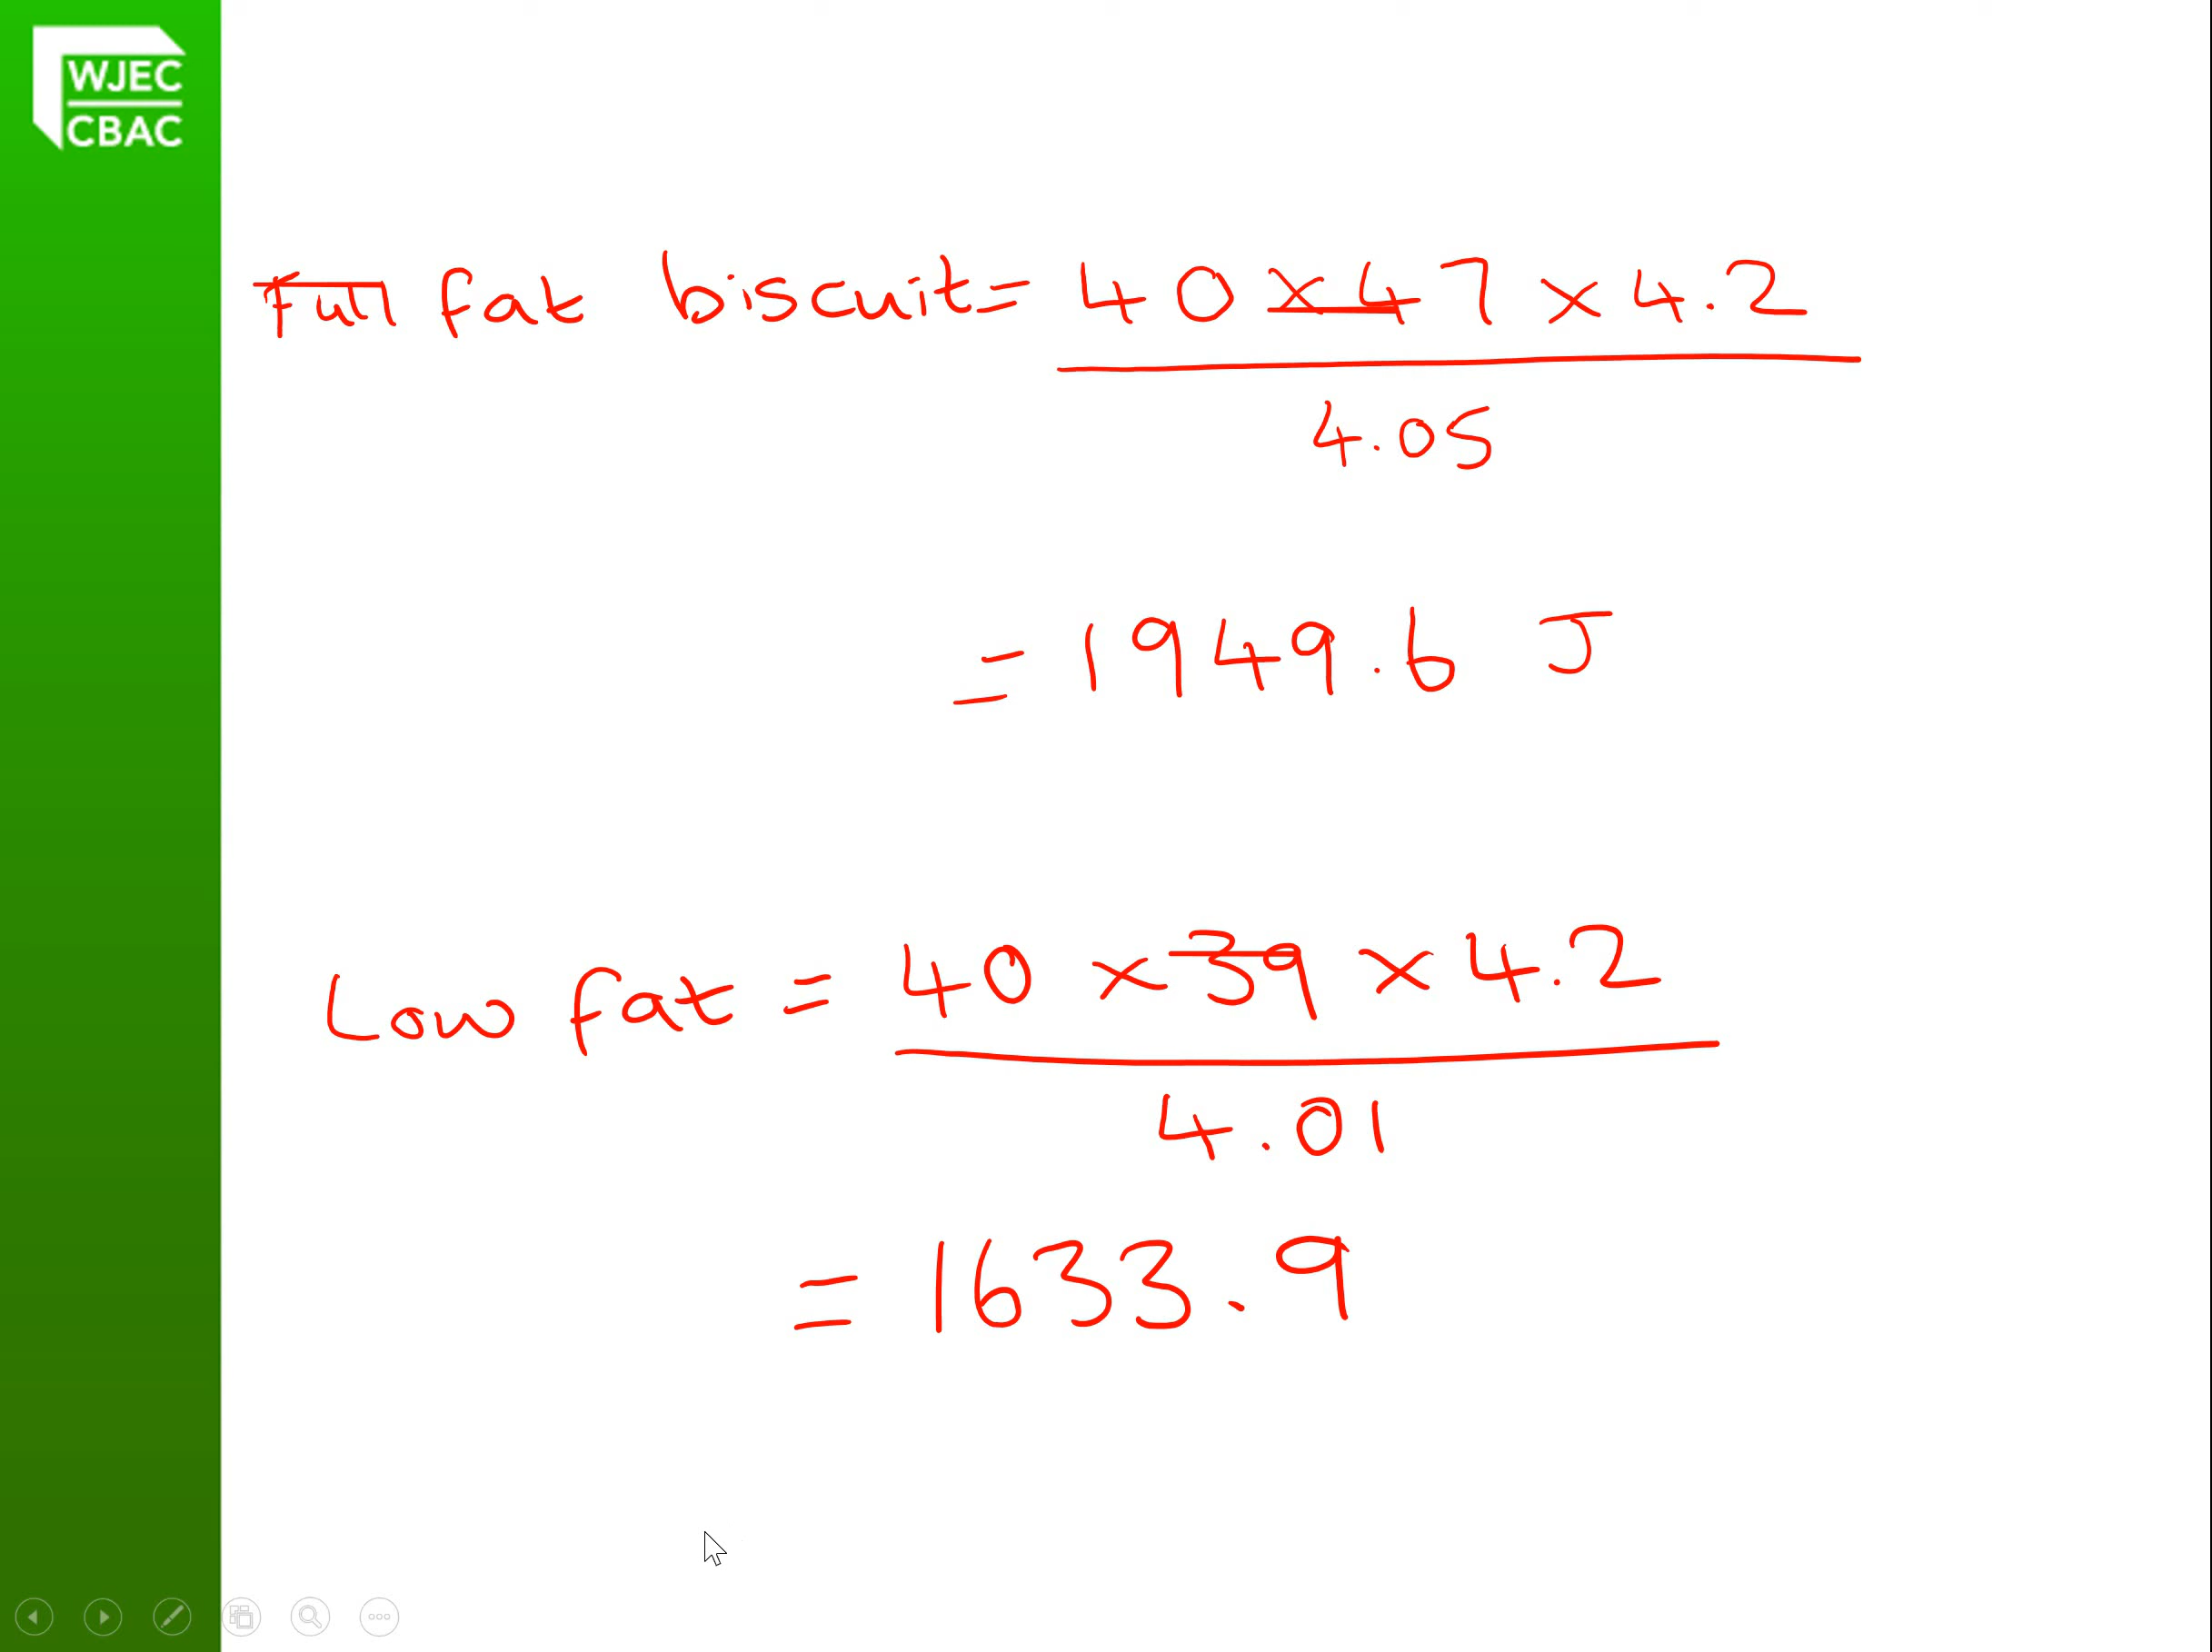 WJEC
CBAC
Full fat biscuit = 40 × 47 × 4.2
4.05
= 1949.6 J
Low fat = 40 × 39 × 4.2
4.01
= 1633.9